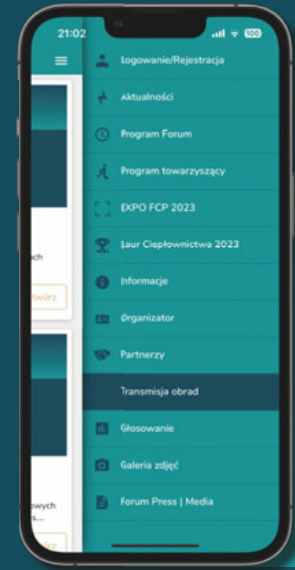 21:02
100
Logowanie/Rejestracja
Aktualności
Program Forum
Program towarzyszący
EXPO FCP 2023
Laur Ciepłownictwa 2023
Informacje
Organizator
Partnerzy
Transmisja obrad
Głosowanie
Galeria zdjęć
Forum Press | Media